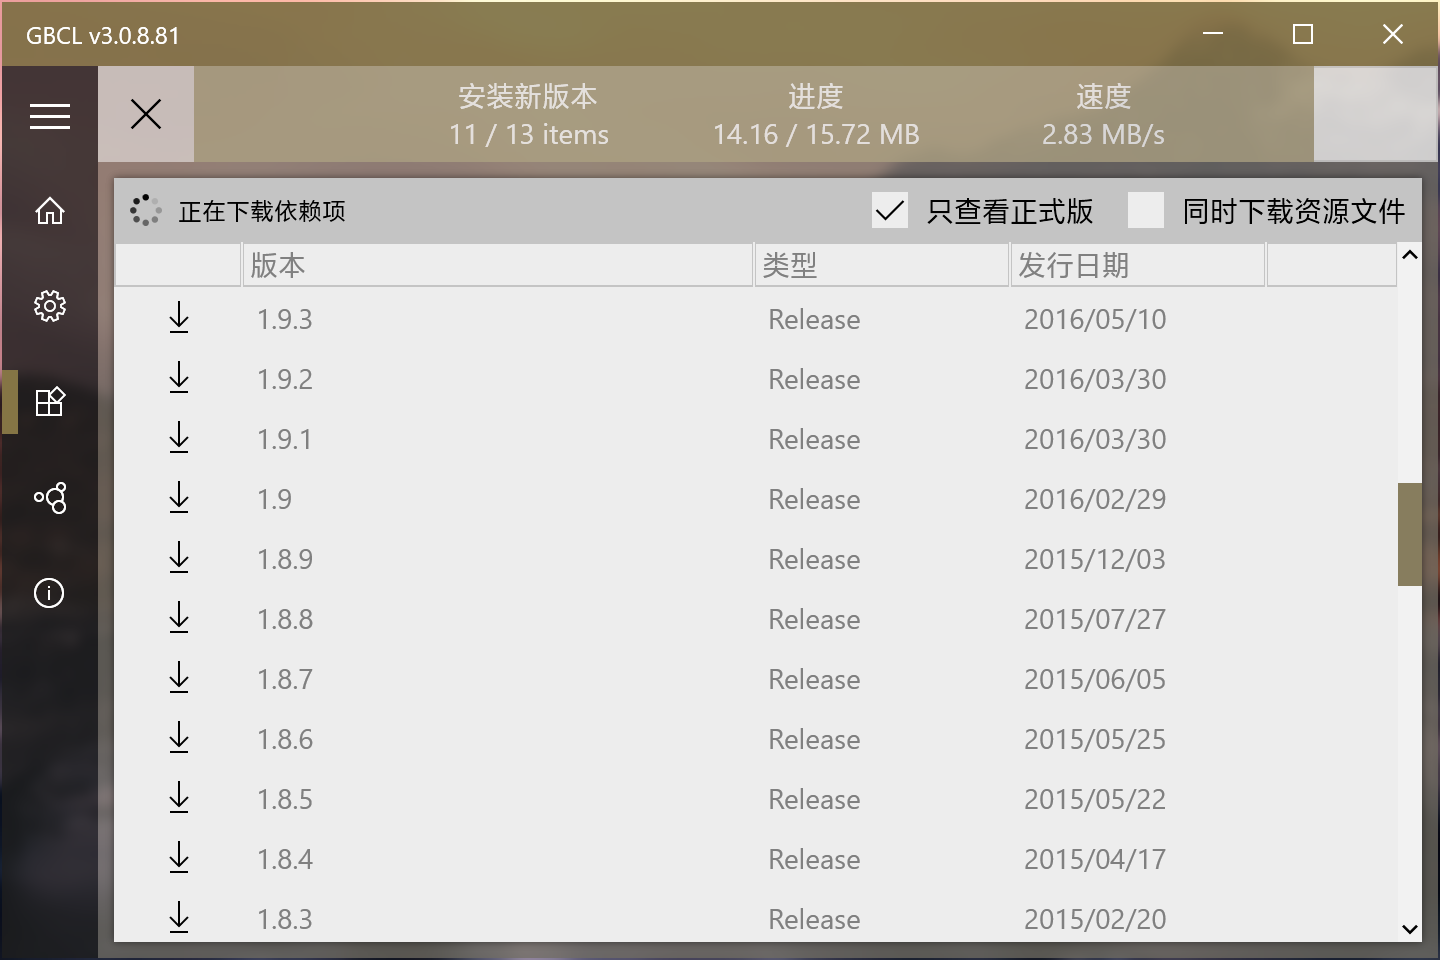 GBCL v3.0.8.81
安装新版本 进度 速度
11 / 13 items 14.16 / 15.72 MB 2.83 MB/s
正在下载依赖项 只查看正式版 同时下载资源文件
版本 类型 发行日期
1.9.3 Release 2016/05/10
1.9.2 Release 2016/03/30
1.9.1 Release 2016/03/30
1.9 Release 2016/02/29
1.8.9 Release 2015/12/03
1.8.8 Release 2015/07/27
1.8.7 Release 2015/06/05
1.8.6 Release 2015/05/25
1.8.5 Release 2015/05/22
1.8.4 Release 2015/04/17
1.8.3 Release 2015/02/20